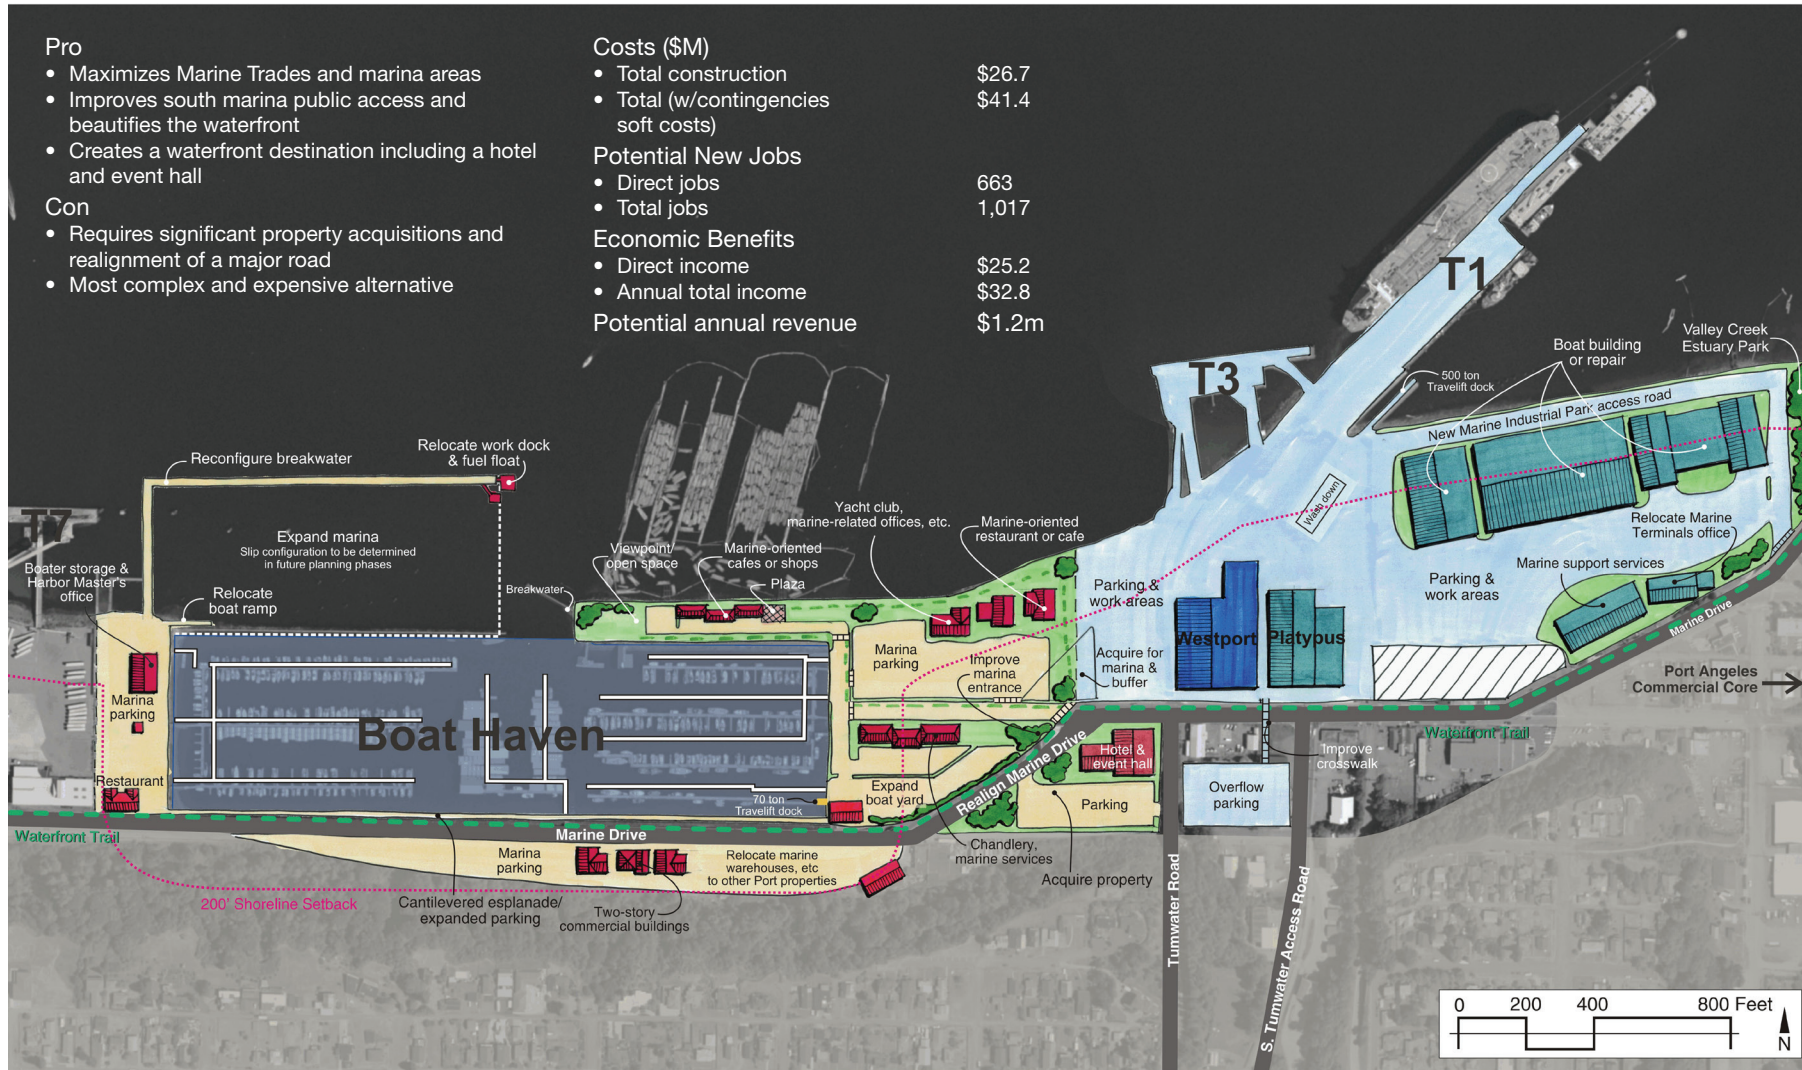 Pro
• Maximizes Marine Trades and marina areas
• Improves south marina public access and
beautifies the waterfront
• Creates a waterfront destination including a hotel
and event hall
Con
• Requires significant property acquisitions and
realignment of a major road
• Most complex and expensive alternative
Costs ($M)
• Total construction $26.7
• Total (w/contingencies $41.4
soft costs)
Potential New Jobs
• Direct jobs 663
• Total jobs 1,017
Economic Benefits
• Direct income $25.2
• Annual total income $32.8
Potential annual revenue $1.2m
T1
T3
T7
Valley Creek
Estuary Park
Boat building
or repair
500 ton
Travelift dock
New Marine Industrial Park access road
Wash down
Relocate Marine
Terminals office
Marine support services
Parking &
work areas
Marine Drive
Port Angeles
Commercial Core
Reconfigure breakwater
Relocate work dock
& fuel float
Expand marina
Slip configuration to be determined
in future planning phases
Boater storage &
Harbor Master's
office
Relocate
boat ramp
Breakwater
Viewpoint/
open space
Marine-oriented
cafes or shops
Plaza
Yacht club,
marine-related offices, etc.
Marine-oriented
restaurant or cafe
Parking &
work areas
Westport
Platypus
Acquire for
marina &
buffer
Marina
parking
Improve
marina
entrance
Marina
parking
Boat Haven
Restaurant
70 ton
Travelift dock
Expand
boat yard
Realign Marine Drive
Hotel &
event hall
Improve
crosswalk
Waterfront Trail
Overflow
parking
Parking
Waterfront Trail
Marine Drive
Marina
parking
Relocate marine
warehouses, etc
to other Port properties
Chandlery,
marine services
Acquire property
200' Shoreline Setback
Cantilevered esplanade/
expanded parking
Two-story
commercial buildings
Tumwater Road
S. Tumwater Access Road
0 200 400 800 Feet
N